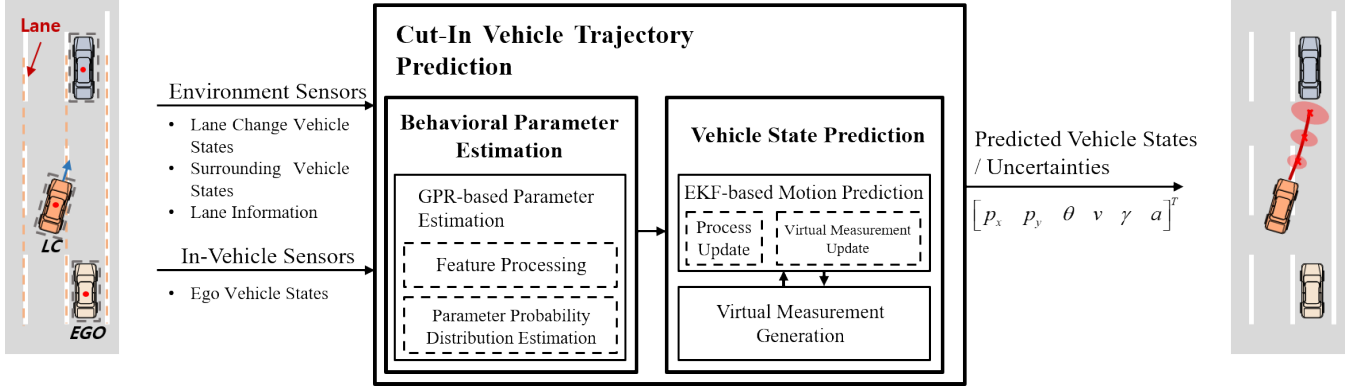 Lane
LC
EGO
Environment Sensors
• Lane Change Vehicle
States
• Surrounding Vehicle
States
• Lane Information
In-Vehicle Sensors
• Ego Vehicle States
Cut-In Vehicle Trajectory
Prediction
Behavioral Parameter
Estimation
GPR-based Parameter
Estimation
Feature Processing
Parameter Probability
Distribution Estimation
Vehicle State Prediction
EKF-based Motion Prediction
Process
Update
Virtual Measurement
Update
Virtual Measurement
Generation
Predicted Vehicle States
/ Uncertainties
[p_x p_y θ v γ a]^T